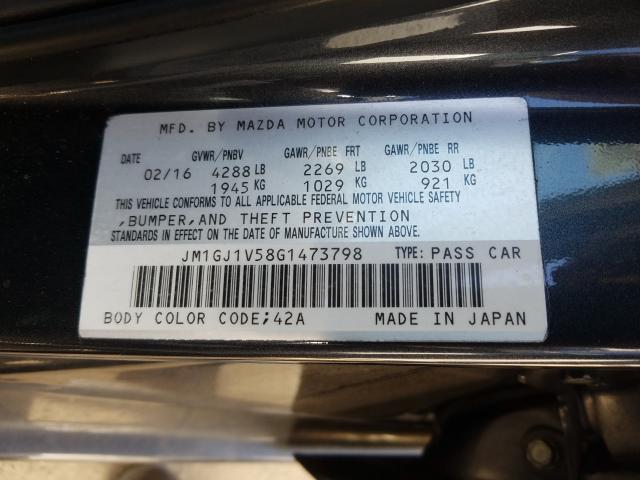 MFD. BY MAZDA MOTOR CORPORATION
DATE GVWR/PNBV GAWR/PNBE FRT GAWR/PNBE RR
02/16 4288 LB 2269 LB 2030 LB
1945 KG 1029 KG 921 KG
THIS VEHICLE CONFORMS TO ALL APPLICABLE FEDERAL MOTOR VEHICLE SAFETY
,BUMPER,AND THEFT PREVENTION
STANDARDS IN EFFECT ON THE DATE OF MANUFACTURE SHOWN ABOVE.
JM1GJ1V58G1473798 TYPE: PASS CAR
BODY COLOR CODE;42A MADE IN JAPAN